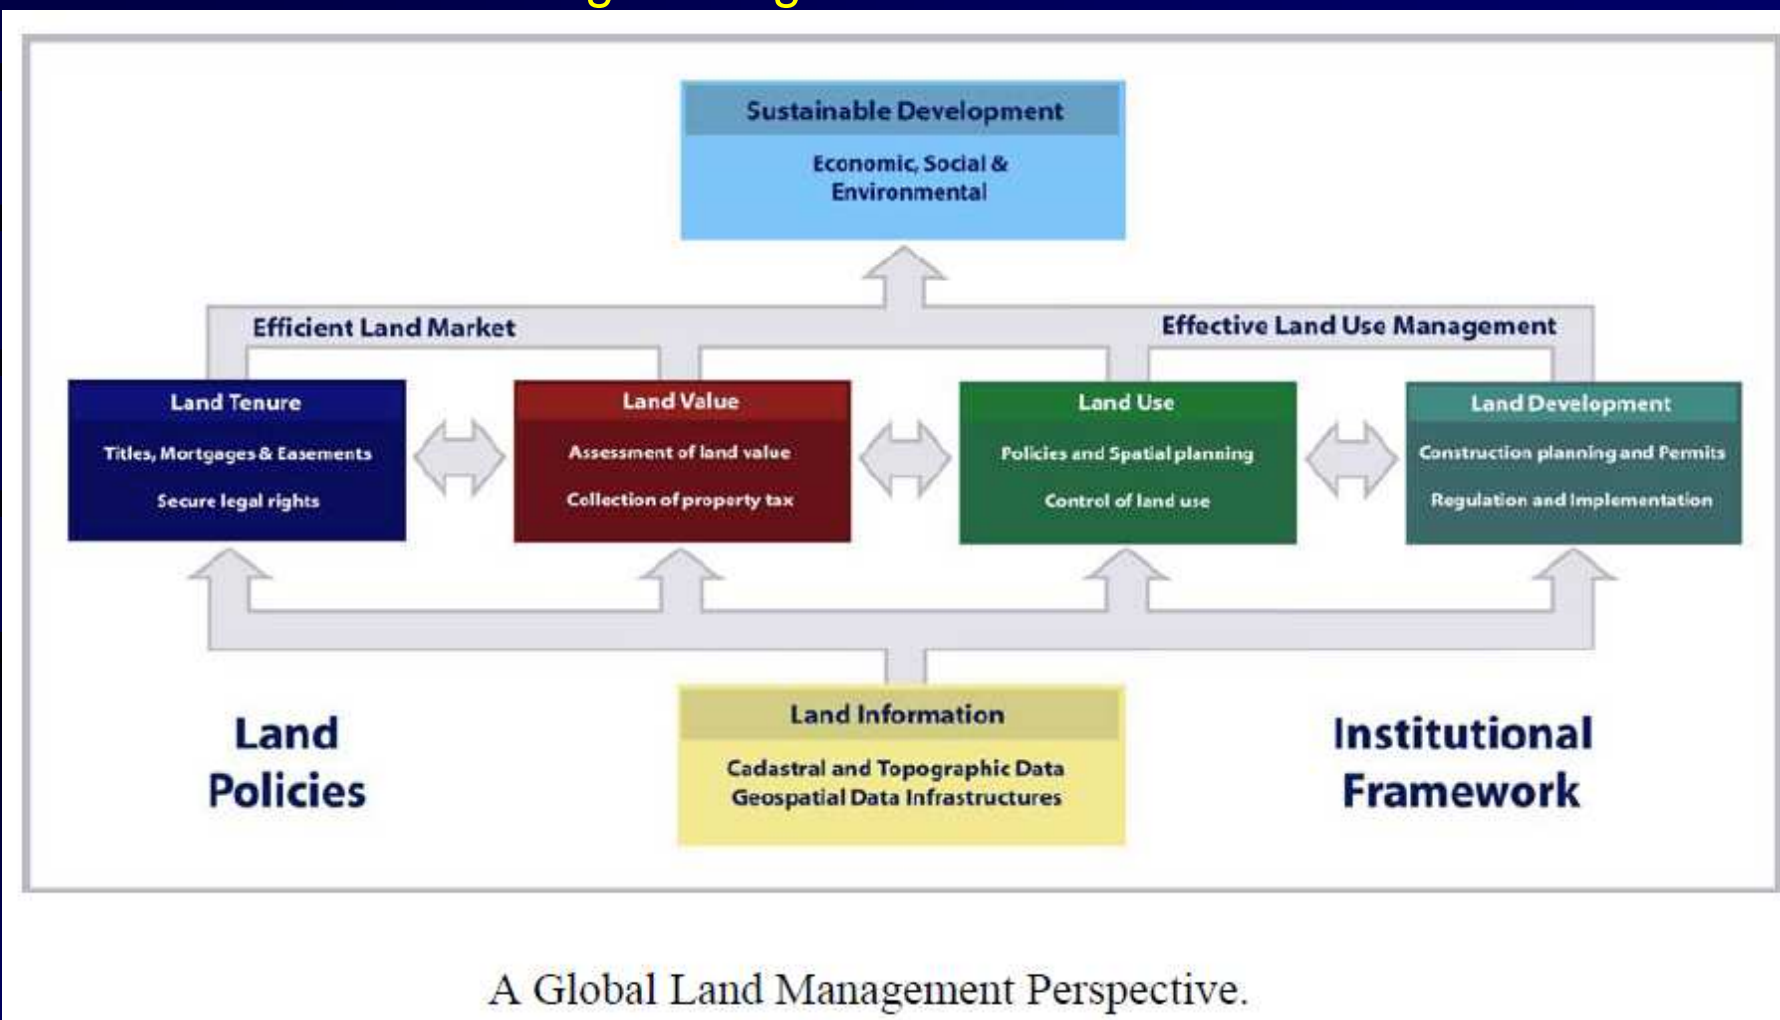 Sustainable Development
Economic, Social &
Environmental
Efficient Land Market
Effective Land Use Management
Land Tenure
Titles, Mortgages & Easements
Secure legal rights
Land Value
Assessment of land value
Collection of property tax
Land Use
Policies and Spatial planning
Control of land use
Land Development
Construction planning and Permits
Regulation and Implementation
Land
Policies
Land Information
Cadastral and Topographic Data
Geospatial Data Infrastructures
Institutional
Framework
A Global Land Management Perspective.